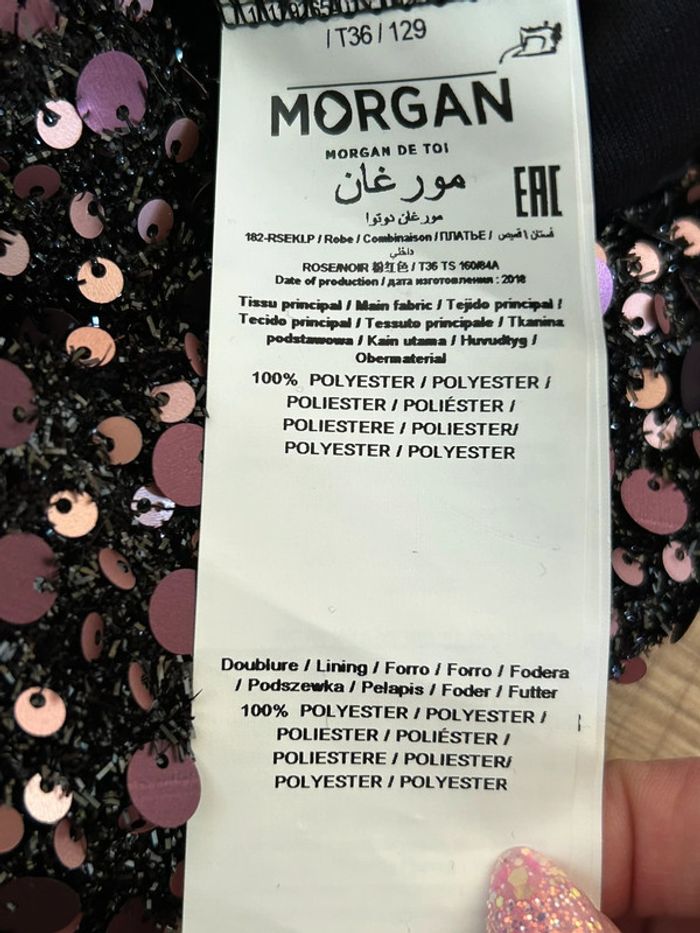 / T36 / 129
MORGAN
MORGAN DE TOI
مورغان
مورغان دوتوا
EAC
182-RSEKLP / Robe / Combinaison / ПЛАТЬЕ / فستان \ قميص
داخلي
ROSE/NOIR 粉红色 / T36 TS 160/84A
Date of production / дата изготовления : 2018
Tissu principal / Main fabric / Tejido principal /
Tecido principal / Tessuto principale / Tkanina
podstawowa / Kain utama / Huvudtyg /
Obermaterial
100% POLYESTER / POLYESTER /
POLIESTER / POLIÉSTER /
POLIESTERE / POLIESTER/
POLYESTER / POLYESTER
Doublure / Lining / Forro / Forro / Fodera
/ Podszewka / Pelapis / Foder / Futter
100% POLYESTER / POLYESTER /
POLIESTER / POLIÉSTER /
POLIESTERE / POLIESTER/
POLYESTER / POLYESTER